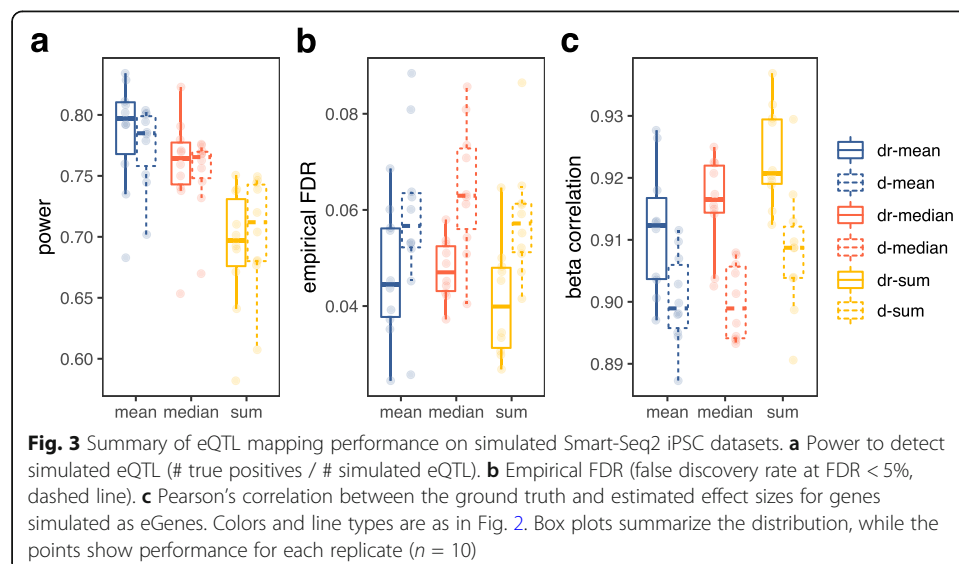 a
b
c
power
0.80
0.75
0.70
0.65
0.60
mean median sum
empirical FDR
0.08
0.06
0.04
mean median sum
beta correlation
0.93
0.92
0.91
0.90
0.89
mean median sum
dr-mean
d-mean
dr-median
d-median
dr-sum
d-sum
Fig. 3 Summary of eQTL mapping performance on simulated Smart-Seq2 iPSC datasets. a Power to detect
simulated eQTL (# true positives / # simulated eQTL). b Empirical FDR (false discovery rate at FDR < 5%,
dashed line). c Pearson's correlation between the ground truth and estimated effect sizes for genes
simulated as eGenes. Colors and line types are as in Fig. 2. Box plots summarize the distribution, while the
points show performance for each replicate (n = 10)